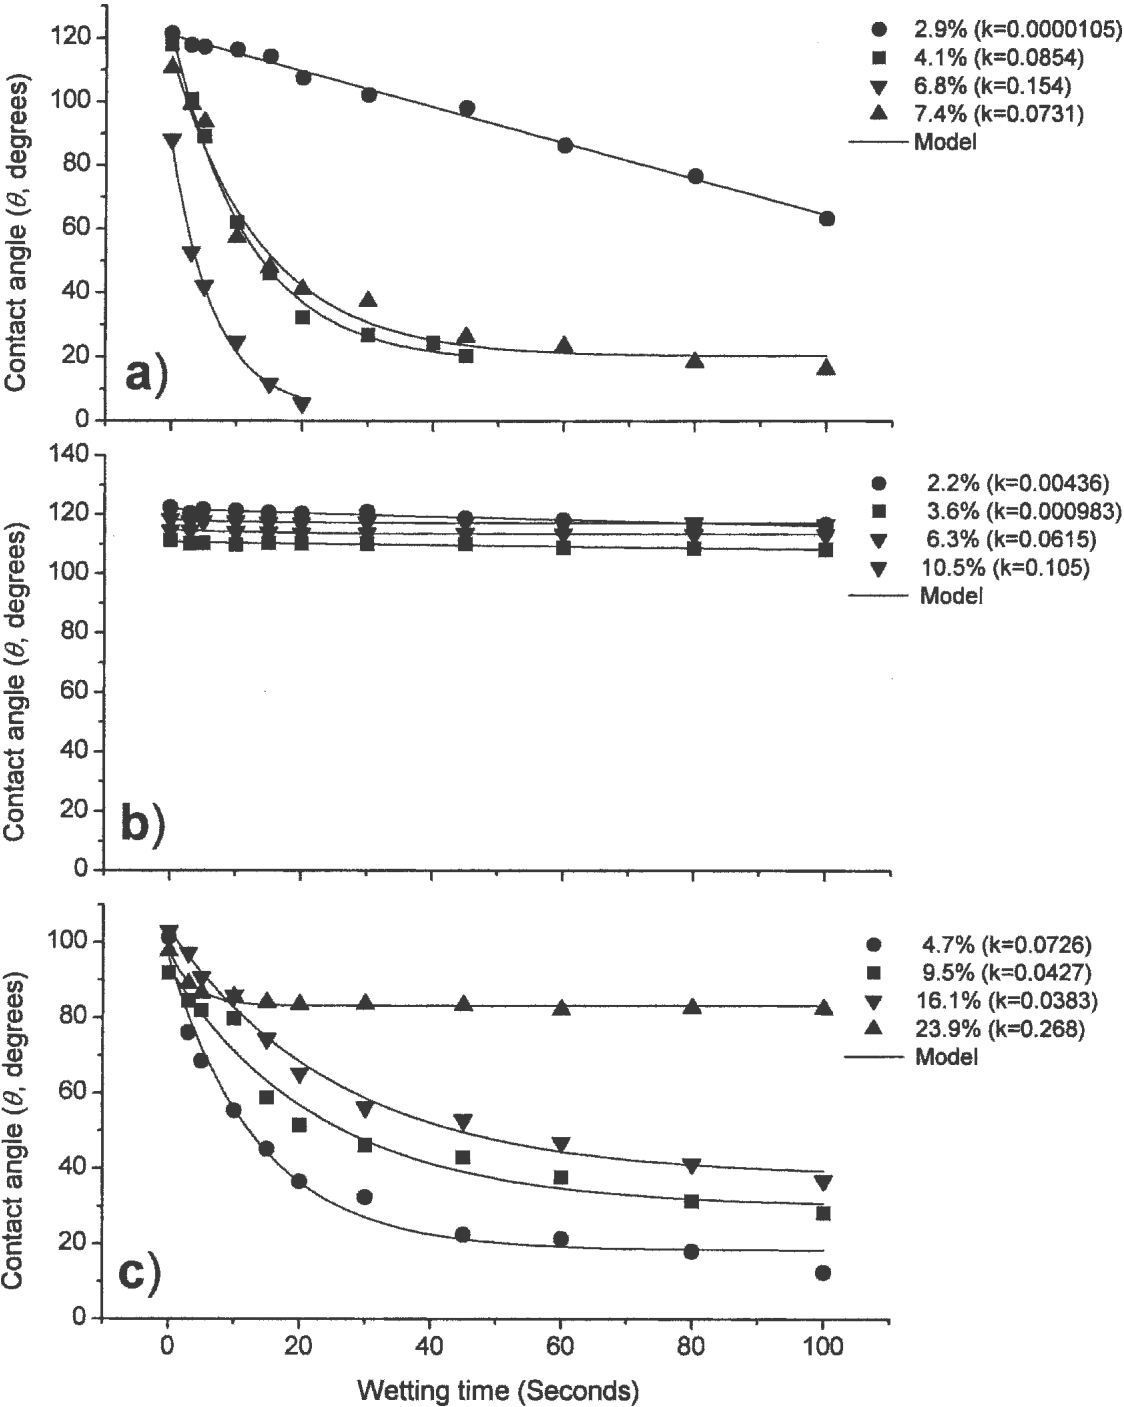 120
100
80
60
40
20
0
Contact angle (θ, degrees)
a)
2.9% (k=0.0000105)
4.1% (k=0.0854)
6.8% (k=0.154)
7.4% (k=0.0731)
Model
140
120
100
80
60
40
20
0
Contact angle (θ, degrees)
b)
2.2% (k=0.00436)
3.6% (k=0.000983)
6.3% (k=0.0615)
10.5% (k=0.105)
Model
100
80
60
40
20
0
Contact angle (θ, degrees)
c)
4.7% (k=0.0726)
9.5% (k=0.0427)
16.1% (k=0.0383)
23.9% (k=0.268)
Model
0 20 40 60 80 100
Wetting time (Seconds)